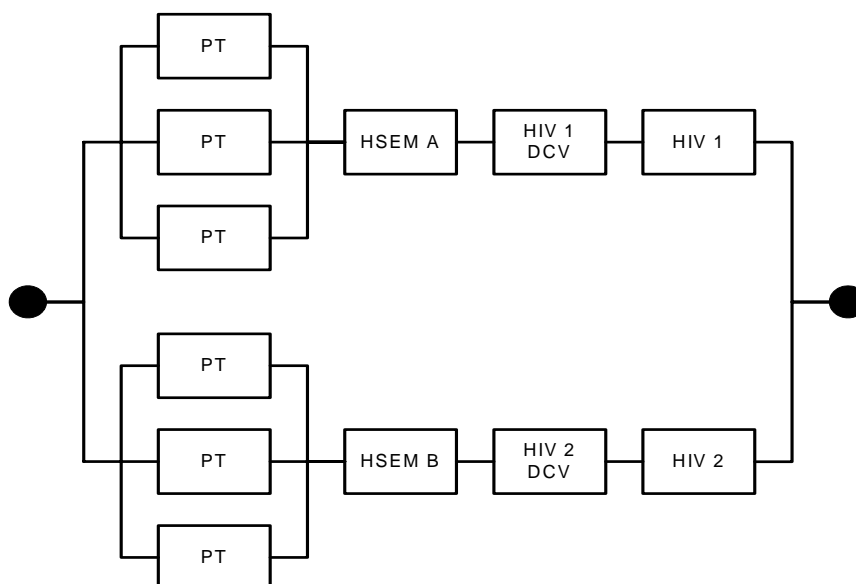 PT
PT
HSEM A
HIV 1
DCV
HIV 1
PT
PT
PT
HSEM B
HIV 2
DCV
HIV 2
PT